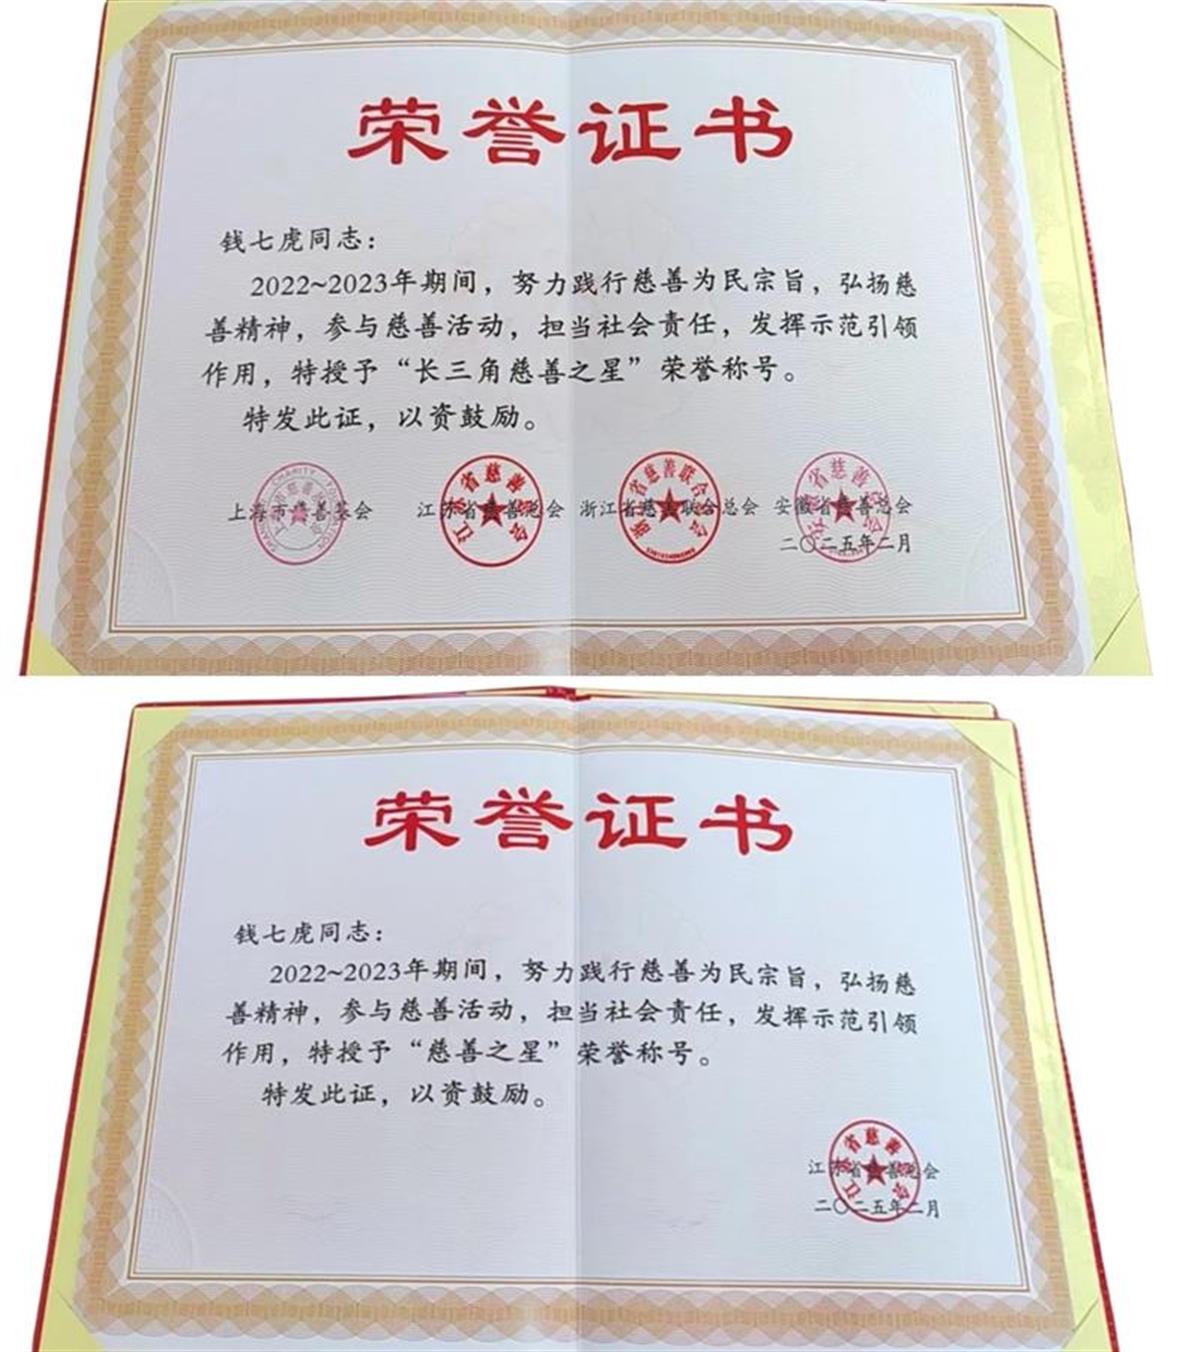 荣誉证书
钱七虎同志：
2022~2023年期间，努力践行慈善为民宗旨，弘扬慈
善精神，参与慈善活动，担当社会责任，发挥示范引领
作用，特授予“长三角慈善之星”荣誉称号。
特发此证，以资鼓励。
上海市慈善基会 江苏省慈善总会 浙江省慈善联合总会 安徽省慈善总会
二〇二五年二月
荣誉证书
钱七虎同志：
2022~2023年期间，努力践行慈善为民宗旨，弘扬慈
善精神，参与慈善活动，担当社会责任，发挥示范引领
作用，特授予“慈善之星”荣誉称号。
特发此证，以资鼓励。
江苏省慈善总会
二〇二五年二月